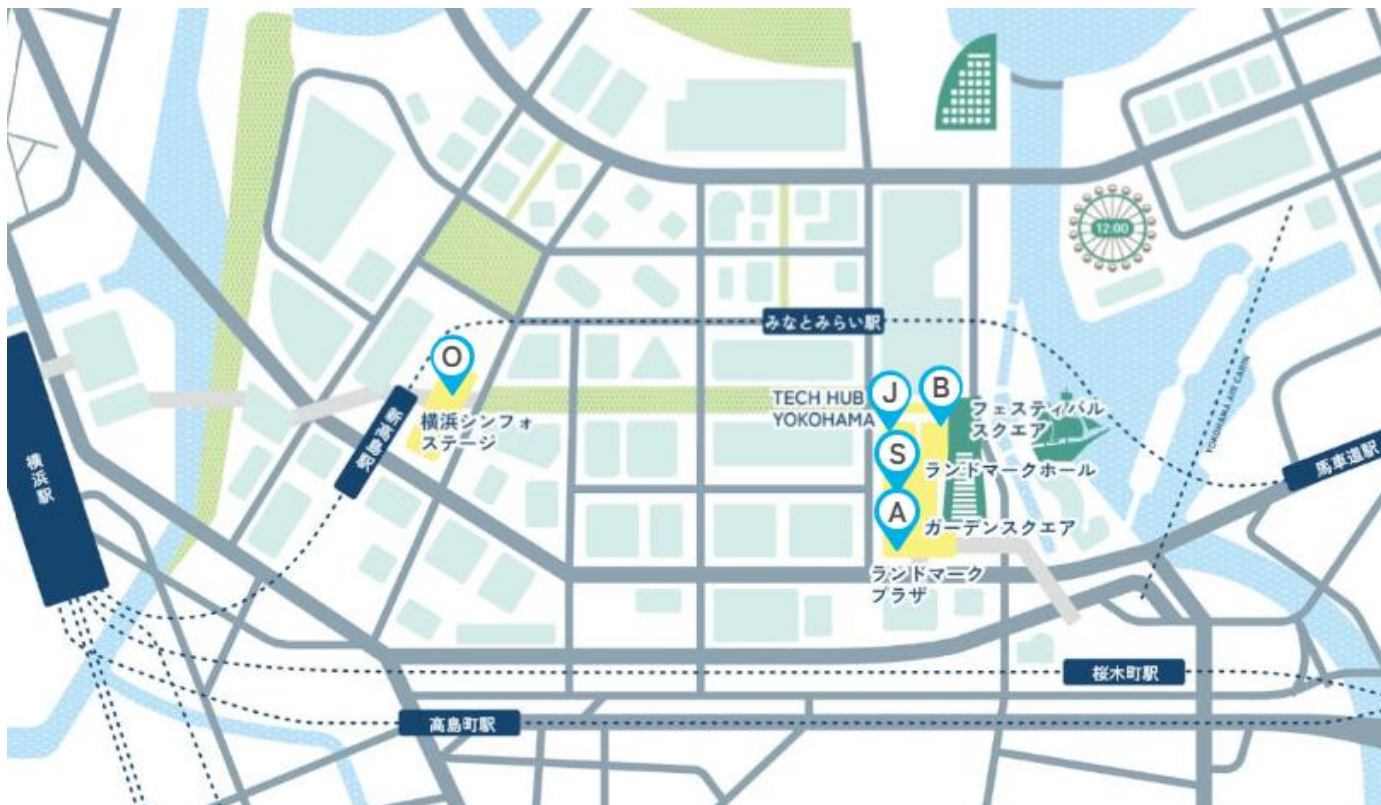 12:00
みなとみらい駅
O
横浜シンフォ
ステージ
新高島駅
横浜駅
TECH HUB
YOKOHAMA
J
B
フェスティバル
スクエア
S
ランドマークホール
A
ガーデンスクエア
ランドマーク
プラザ
YOKOHAMA AIR CABIN
馬車道駅
桜木町駅
高島町駅